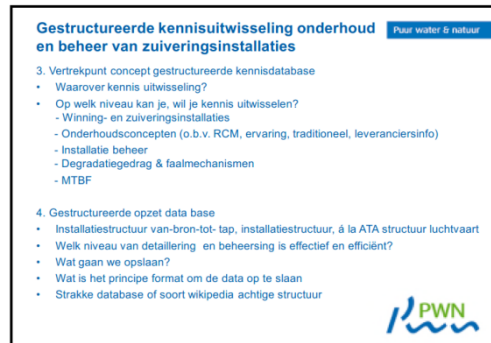 Gestructureerde kennisuitwisseling onderhoud
en beheer van zuiveringsinstallaties
Puur water & natuur
3. Vertrekpunt concept gestructureerde kennisdatabase
• Waarover kennis uitwisseling?
• Op welk niveau kan je, wil je kennis uitwisselen?
- Winning- en zuiveringsinstallaties
- Onderhoudsconcepten (o.b.v. RCM, ervaring, traditioneel, leveranciersinfo)
- Installatie beheer
- Degradatiegedrag & faalmechanismen
- MTBF
4. Gestructureerde opzet data base
• Installatiestructuur van-bron-tot- tap, installatiestructuur, á la ATA structuur luchtvaart
• Welk niveau van detaillering en beheersing is effectief en efficiënt?
• Wat gaan we opslaan?
• Wat is het principe format om de data op te slaan
• Strakke database of soort wikipedia achtige structuur
PWN